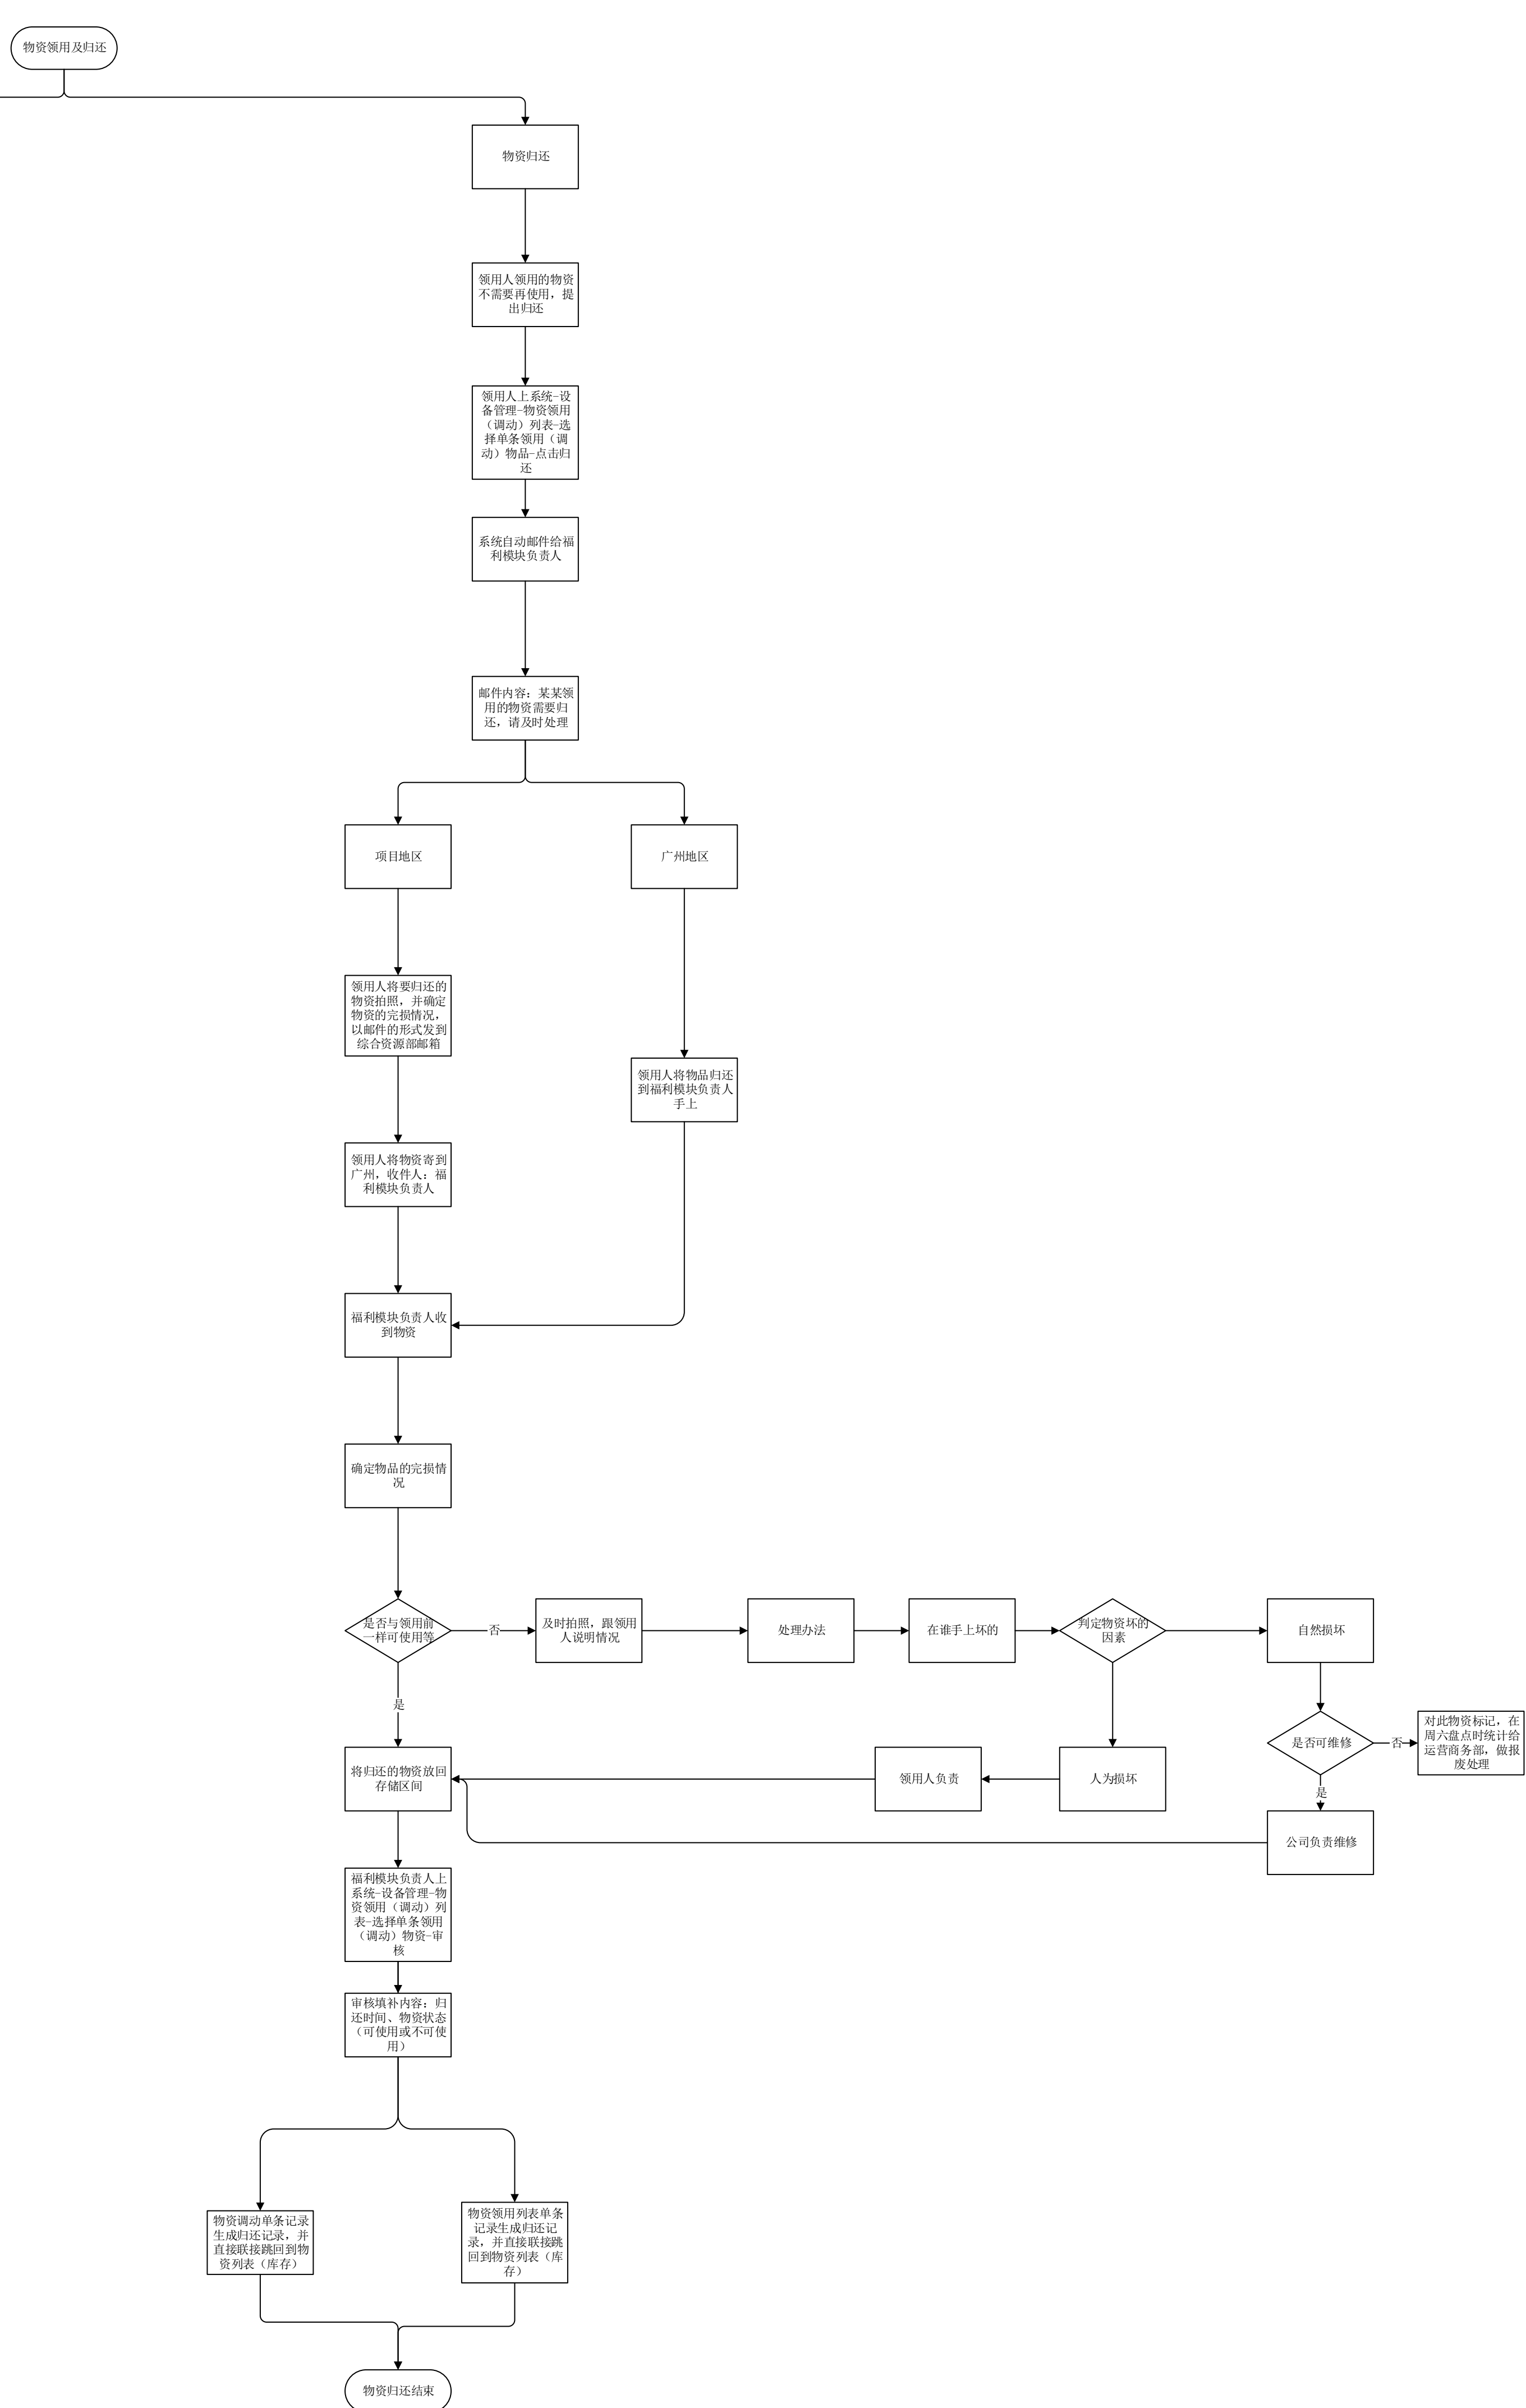 物资领用及归还
物资归还
领用人领用的物资
不需要再使用，提
出归还
领用人上系统-设
备管理-物资领用
（调动）列表-选
择单条领用（调
动）物品-点击归
还
系统自动邮件给福
利模块负责人
邮件内容：某某领
用的物资需要归
还，请及时处理
项目地区
广州地区
领用人将要归还的
物资拍照，并确定
物资的完损情况，
以邮件的形式发到
综合资源部邮箱
领用人将物品归还
到福利模块负责人
手上
领用人将物资寄到
广州，收件人：福
利模块负责人
福利模块负责人收
到物资
确定物品的完损情
况
是否与领用前
一样可使用等
否
及时拍照，跟领用
人说明情况
处理办法
在谁手上坏的
判定物资坏的
因素
自然损坏
是
是否可维修
否
对此物资标记，在
周六盘点时统计给
运营商务部，做报
废处理
将归还的物资放回
存储区间
领用人负责
人为损坏
是
公司负责维修
福利模块负责人上
系统-设备管理-物
资领用（调动）列
表-选择单条领用
（调动）物资-审
核
审核填补内容：归
还时间、物资状态
（可使用或不可使
用）
物资调动单条记录
生成归还记录，并
直接联接跳回到物
资列表（库存）
物资领用列表单条
记录生成归还记
录，并直接联接跳
回到物资列表（库
存）
物资归还结束